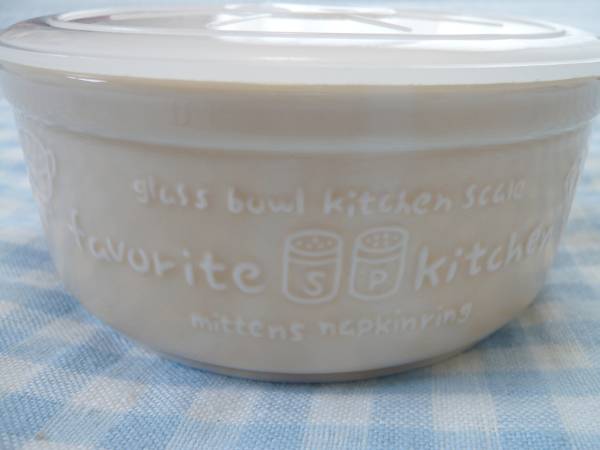 glass bowl kitchen scale
favorite S P kitchen
mittens napkinring